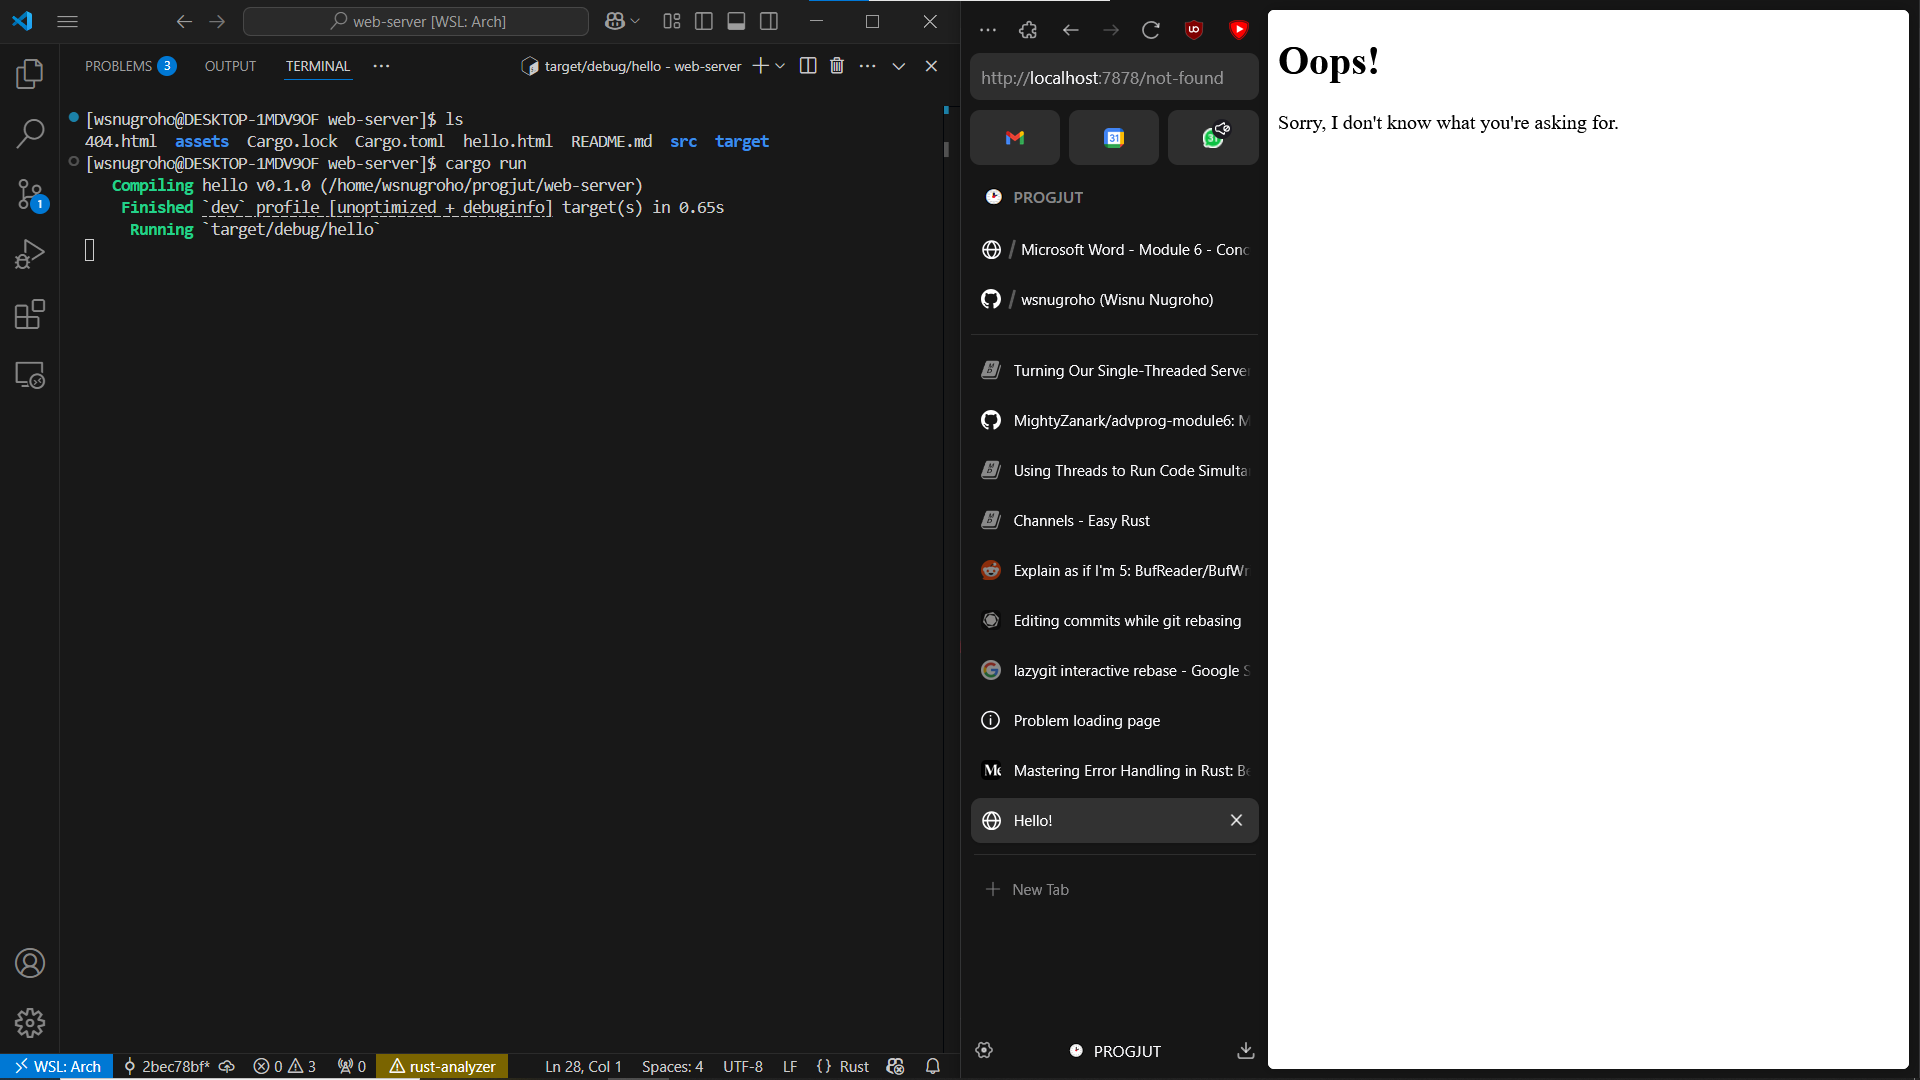 web-server [WSL: Arch]
PROBLEMS 3 OUTPUT TERMINAL
target/debug/hello - web-server
[wsnugroho@DESKTOP-1MDV9OF web-server]$ ls
404.html assets Cargo.lock Cargo.toml hello.html README.md src target
[wsnugroho@DESKTOP-1MDV9OF web-server]$ cargo run
Compiling hello v0.1.0 (/home/wsnugroho/progjut/web-server)
Finished `dev` profile [unoptimized + debuginfo] target(s) in 0.65s
Running `target/debug/hello`
1
WSL: Arch 2bec78bf* 0 3 0 rust-analyzer Ln 28, Col 1 Spaces: 4 UTF-8 LF {} Rust
http://localhost:7878/not-found
31
PROGJUT
/ Microsoft Word - Module 6 - Conc
/ wsnugroho (Wisnu Nugroho)
Turning Our Single-Threaded Server
MightyZanark/advprog-module6: M
Using Threads to Run Code Simulta
Channels - Easy Rust
Explain as if I'm 5: BufReader/BufWr
Editing commits while git rebasing
lazygit interactive rebase - Google S
Problem loading page
Mastering Error Handling in Rust: Be
Hello!
New Tab
PROGJUT
Oops!
Sorry, I don't know what you're asking for.